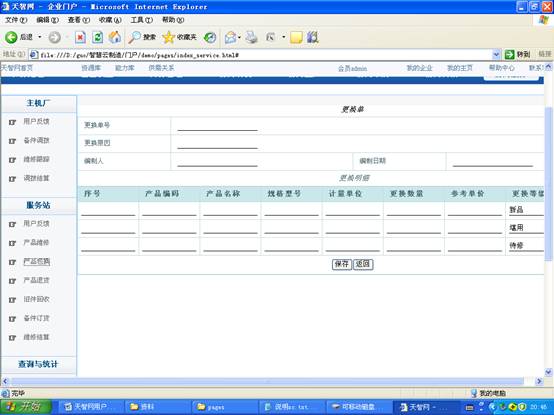 天智网 - 企业门户 - Microsoft Internet Explorer
文件(F) 编辑(E) 查看(V) 收藏(A) 工具(T) 帮助(H)
后退 搜索 收藏夹
地址(D) file:///D:/guo/智慧云制造/门户/demo/pages/index_service.html# 转到 链接
天智网首页 资源库 能力库 供需关系 会员admin 我的企业 我的主页 帮助中心 联系
主机厂
用户反馈
备件调拨
维修跟踪
调拨结算
服务站
用户反馈
产品维修
产品退货
旧件回收
备件订货
维修结算
查询与统计
更换单
更换单号
更换原因
编制人 编制日期
更换明细
序号 产品编码 产品名称 规格型号 计量单位 更换数量 参考单价 更换等级
新品
堪用
待修
保存 返回
完毕 我的电脑
开始 天智网用户... 资料 pages 说明zc.txt... 可移动磁盘... 天智网 - ... 20:48